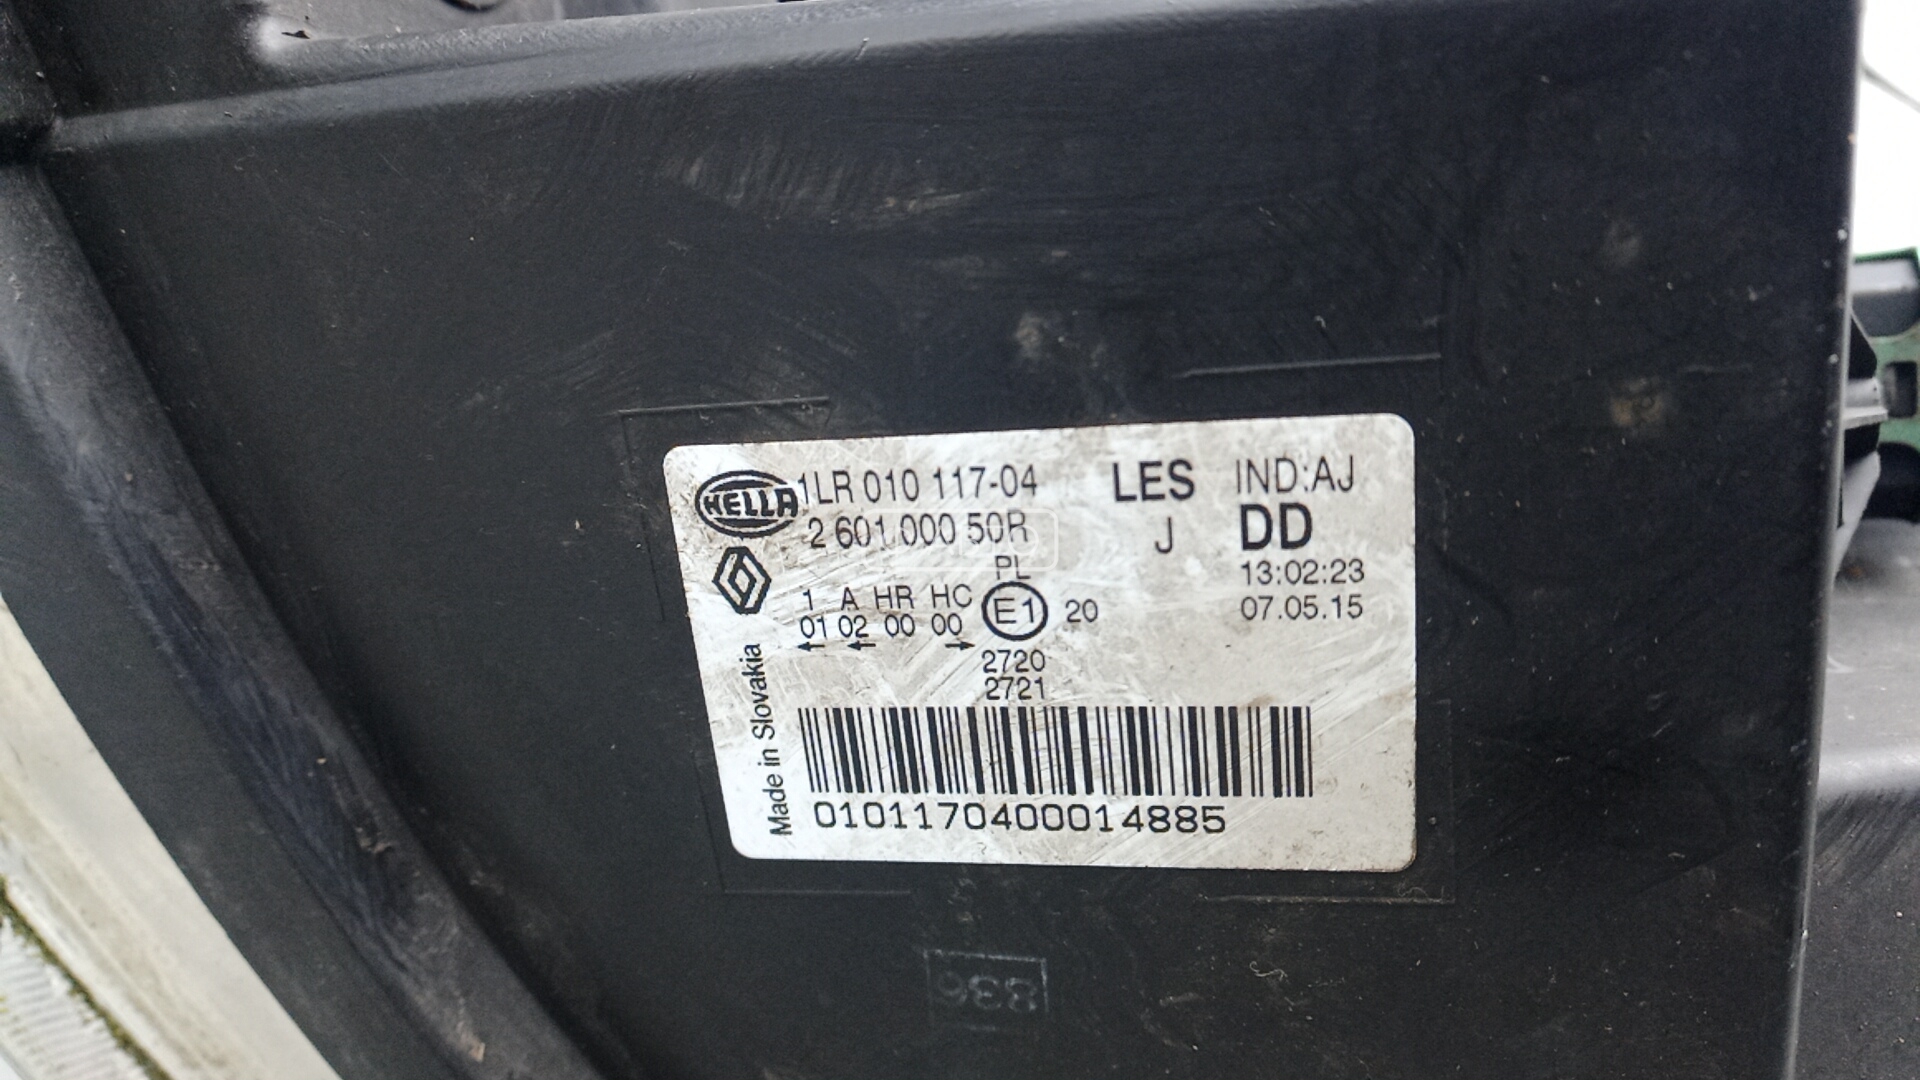 HELLA 1LR 010 117-04 LES IND:AJ
2 601 000 50R J DD
PL 13:02:23
1 A HR HC E1 20 07.05.15
01 02 00 00
2720
2721
Made in Slovakia
0101170400014885
836